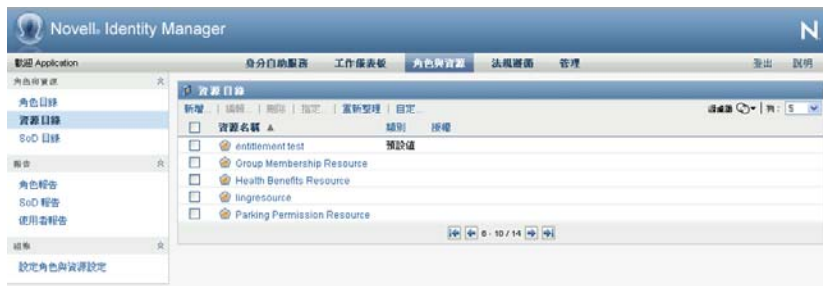 Novell® Identity Manager
N
歡迎 Application
身分自助服務 工作儀表板 角色與資源 法規遵循 管理 登出 說明
角色與資源
角色目錄
資源目錄
SoD 目錄
報告
角色報告
SoD 報告
使用者報告
組態
設定角色與資源設定
資源目錄
新增... | 編輯... | 刪除 | 指定... | 重新整理 | 自定...
過濾器 列: 5
資源名稱 類別 授權
entitlement test 預設值
Group Membership Resource
Health Benefits Resource
lingresource
Parking Permission Resource
6 - 10 / 14